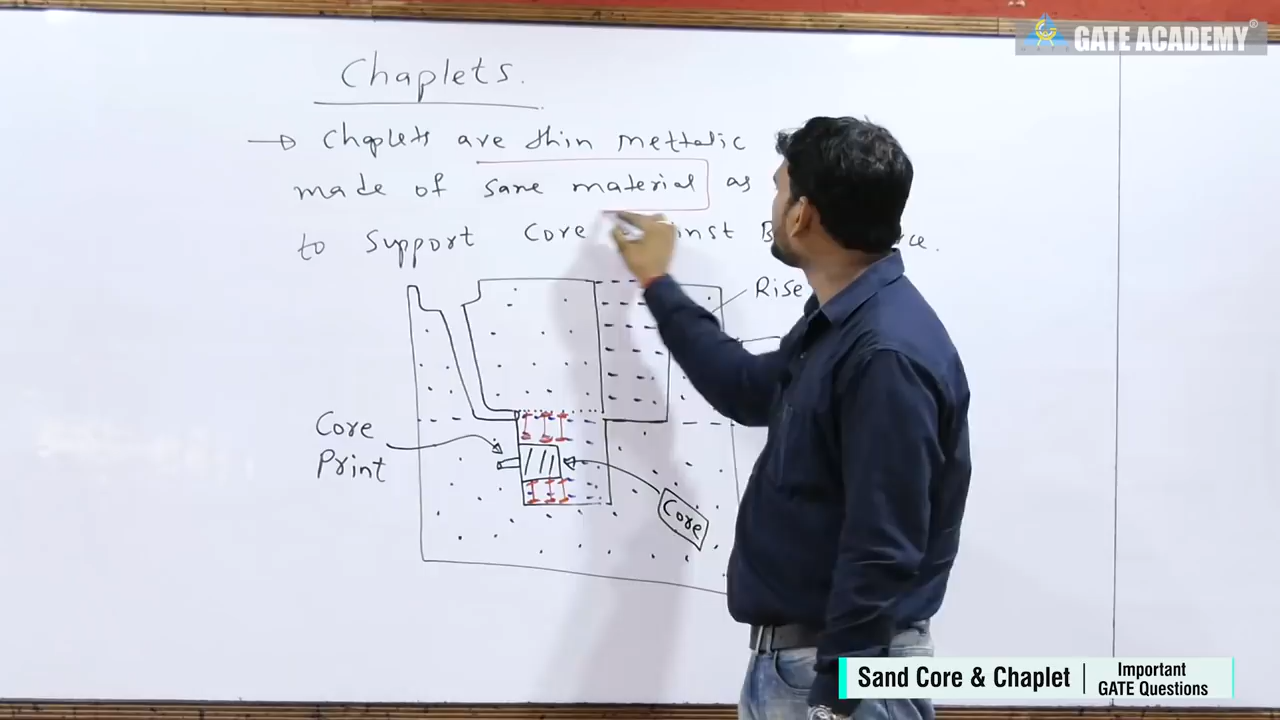 GATE ACADEMY®
Chaplets.
Chaplets are thin mettalic
made of same material as
to support Core
Rise
Core
Print
Core
Sand Core & Chaplet
Important
GATE Questions